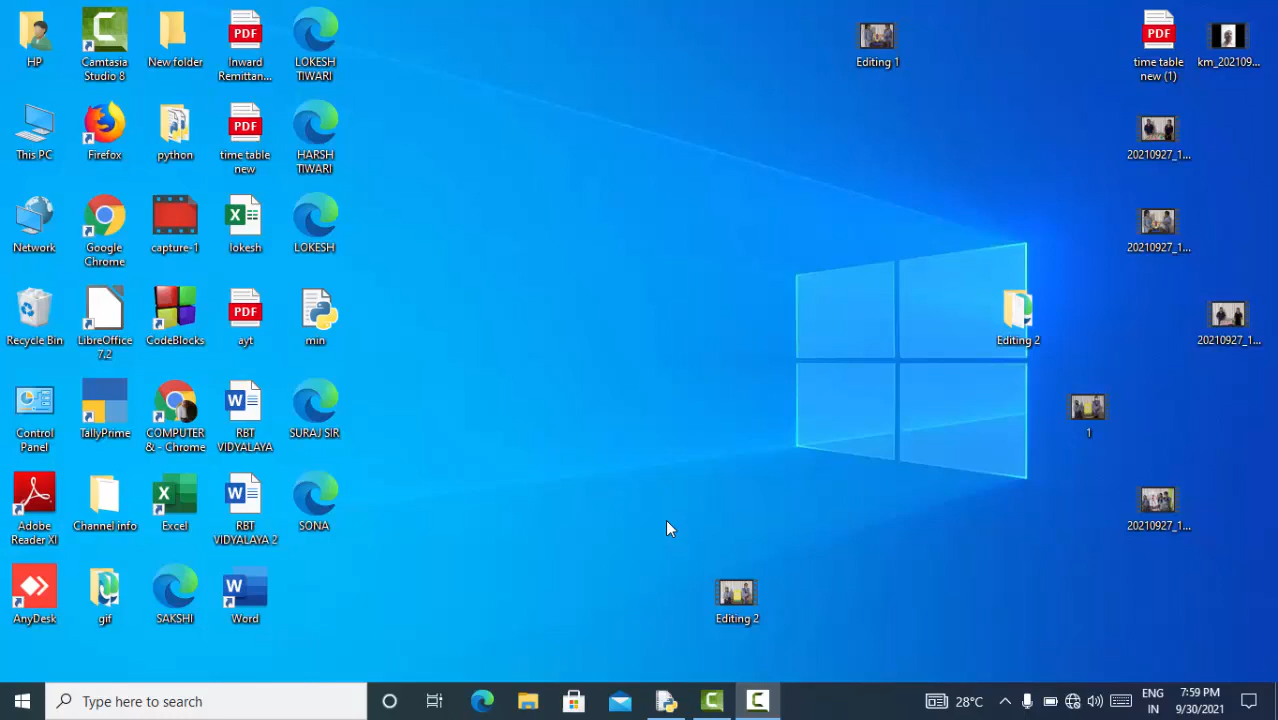 HP
Camtasia
Studio 8
New folder
PDF
Inward
Remittan...
LOKESH
TIWARI
Editing 1
PDF
time table
new (1)
km_202109...
This PC
Firefox
python
PDF
time table
new
HARSH
TIWARI
20210927_1...
Network
Google
Chrome
capture-1
lokesh
LOKESH
20210927_1...
Recycle Bin
LibreOffice
7.2
CodeBlocks
PDF
ayt
min
Editing 2
20210927_1...
Control
Panel
TallyPrime
COMPUTER
& - Chrome
RBT
VIDYALAYA
SURAJ SIR
1
Adobe
Reader XI
Channel info
Excel
RBT
VIDYALAYA 2
SONA
20210927_1...
AnyDesk
gif
SAKSHI
Word
Editing 2
Type here to search
28°C
ENG
IN
7:59 PM
9/30/2021